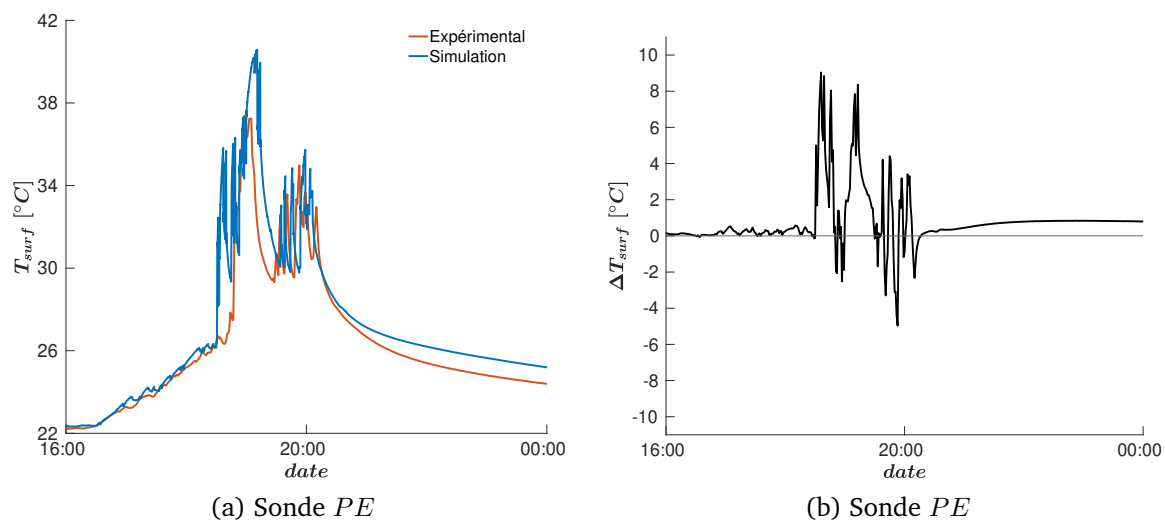 42
38
34
30
26
22
T_surf [°C]
Expérimental
Simulation
16:00
20:00
00:00
date
(a) Sonde PE
10
8
6
4
2
0
-2
-4
-6
-8
-10
ΔT_surf [°C]
16:00
20:00
00:00
date
(b) Sonde PE